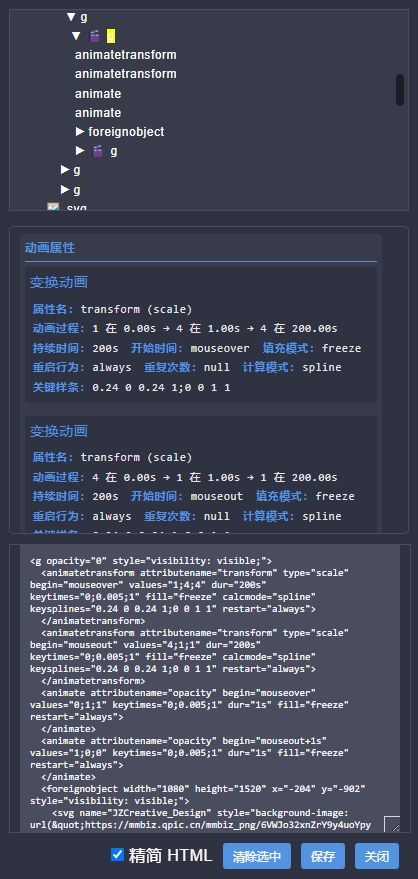 ▼ g
▼ g
animatetransform
animatetransform
animate
animate
▶ foreignobject
▶ g
▶ g
▶ g
svg
动画属性
变换动画
属性名: transform (scale)
动画过程: 1 在 0.00s → 4 在 1.00s → 4 在 200.00s
持续时间: 200s 开始时间: mouseover 填充模式: freeze
重启行为: always 重复次数: null 计算模式: spline
关键样条: 0.24 0 0.24 1;0 0 1 1
变换动画
属性名: transform (scale)
动画过程: 4 在 0.00s → 1 在 1.00s → 1 在 200.00s
持续时间: 200s 开始时间: mouseout 填充模式: freeze
重启行为: always 重复次数: null 计算模式: spline
<g opacity="0" style="visibility: visible;">
<animatetransform attributename="transform" type="scale"
begin="mouseover" values="1;4;4" dur="200s"
keytimes="0;0.005;1" fill="freeze" calcmode="spline"
keysplines="0.24 0 0.24 1;0 0 1 1" restart="always">
</animatetransform>
<animatetransform attributename="transform" type="scale"
begin="mouseout" values="4;1;1" dur="200s"
keytimes="0;0.005;1" fill="freeze" calcmode="spline"
keysplines="0.24 0 0.24 1;0 0 1 1" restart="always">
</animatetransform>
<animate attributename="opacity" begin="mouseover"
values="0;1;1" keytimes="0;0.005;1" dur="1s" fill="freeze"
restart="always">
</animate>
<animate attributename="opacity" begin="mouseout+1s"
values="1;0;0" keytimes="0;0.005;1" dur="1s" fill="freeze"
restart="always">
</animate>
<foreignobject width="1080" height="1520" x="-204" y="-902"
style="visibility: visible;">
<svg name="JZCreative_Design" style="background-image:
url(&quot;https://mmbiz.qpic.cn/mmbiz_png/6VWJo32xnZrY9y4uoYpy
精简 HTML 清除选中 保存 关闭